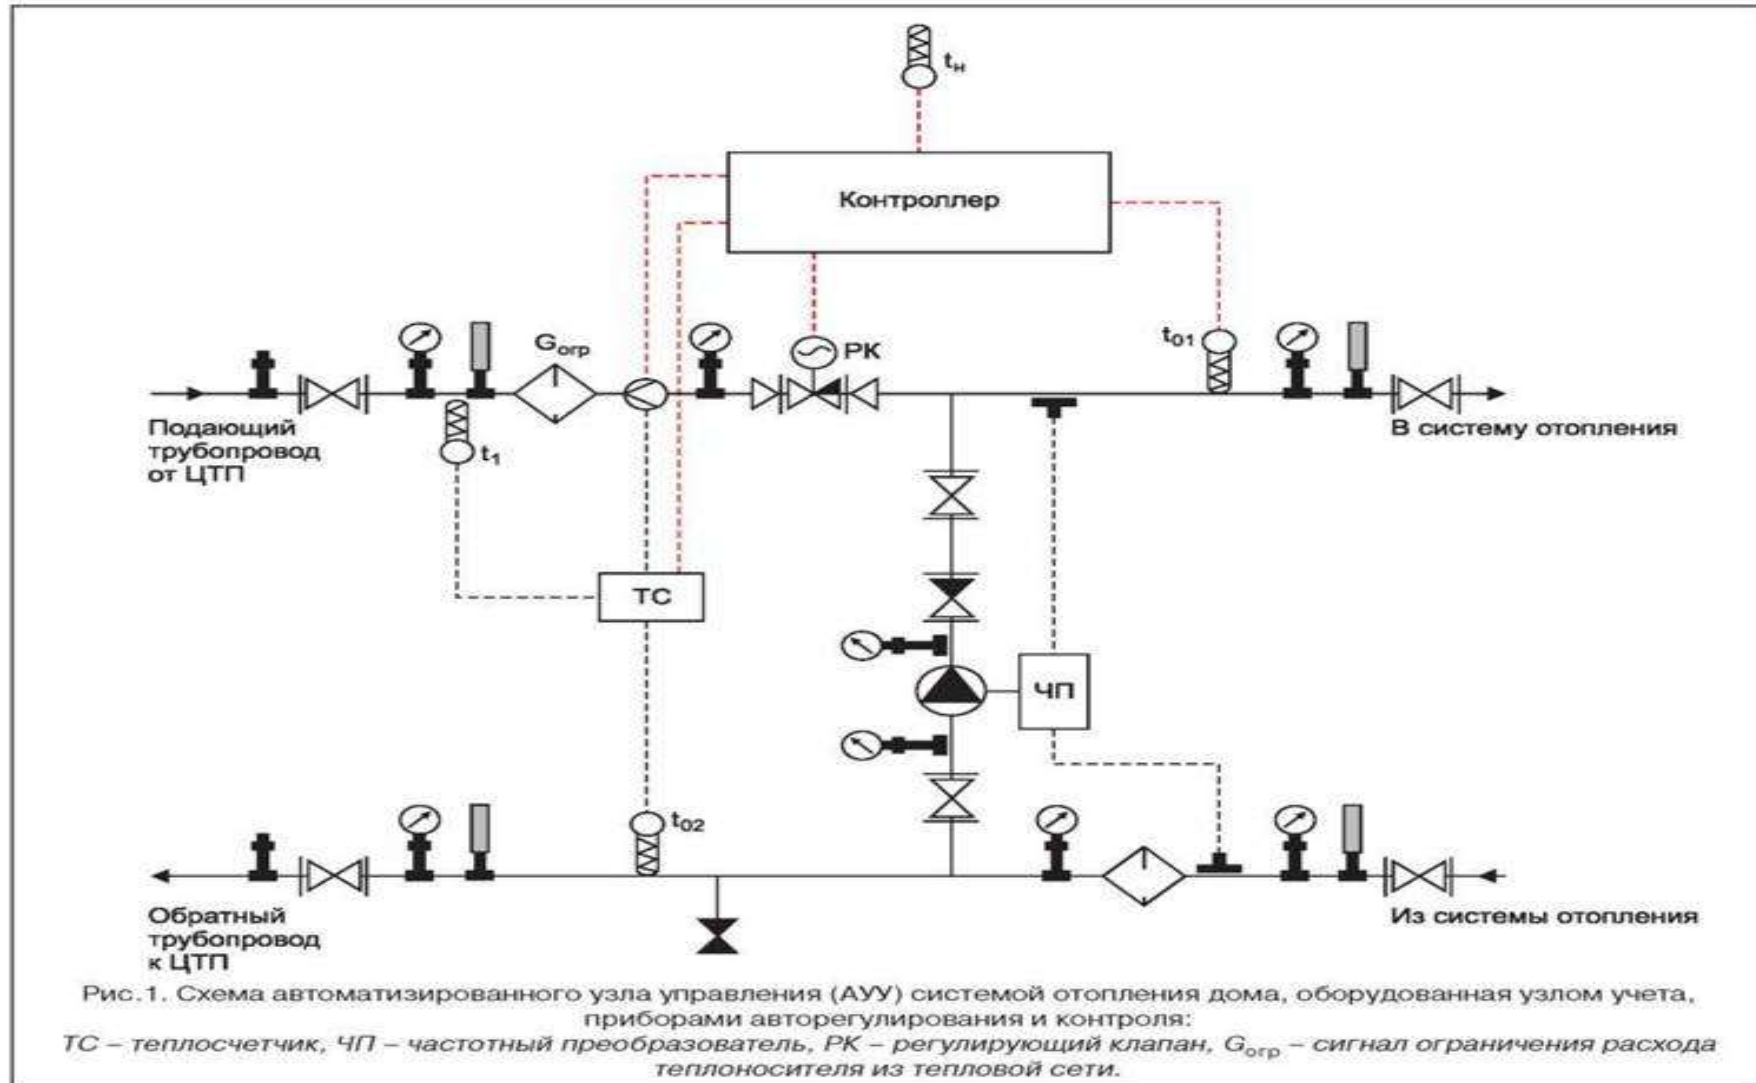 tн
Контроллер
Gогр
РК
t01
Подающий
трубопровод
от ЦТП
t1
В систему отопления
ТС
ЧП
t02
Обратный
трубопровод
к ЦТП
Из системы отопления
Рис.1. Схема автоматизированного узла управления (АУУ) системой отопления дома, оборудованная узлом учета,
приборами авторегулирования и контроля:
ТС – теплосчетчик, ЧП – частотный преобразователь, РК – регулирующий клапан, Gогр – сигнал ограничения расхода
теплоносителя из тепловой сети.